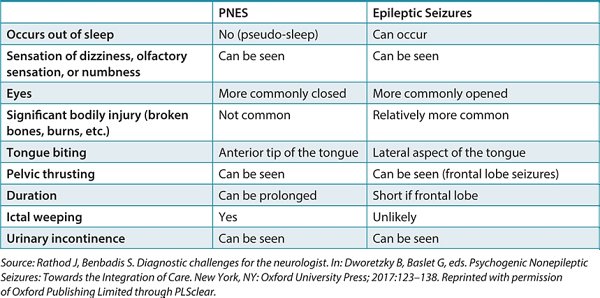 PNES Epileptic Seizures
Occurs out of sleep No (pseudo-sleep) Can occur
Sensation of dizziness, olfactory Can be seen Can be seen
sensation, or numbness
Eyes More commonly closed More commonly opened
Significant bodily injury (broken Not common Relatively more common
bones, burns, etc.)
Tongue biting Anterior tip of the tongue Lateral aspect of the tongue
Pelvic thrusting Can be seen Can be seen (frontal lobe seizures)
Duration Can be prolonged Short if frontal lobe
Ictal weeping Yes Unlikely
Urinary incontinence Can be seen Can be seen
Source: Rathod J, Benbadis S. Diagnostic challenges for the neurologist. In: Dworetzky B, Baslet G, eds. Psychogenic Nonepileptic
Seizures: Towards the Integration of Care. New York, NY: Oxford University Press; 2017:123–138. Reprinted with permission
of Oxford Publishing Limited through PLSclear.